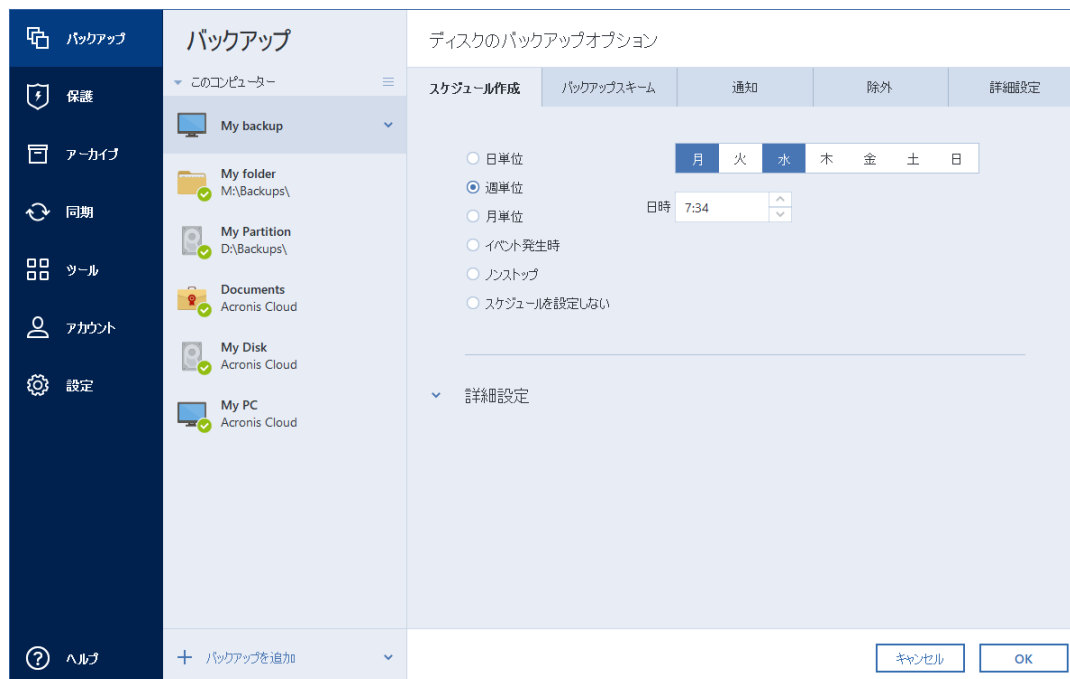 バックアップ
保護
アーカイブ
同期
ツール
アカウント
設定
ヘルプ
バックアップ
このコンピューター
My backup
My folder
M:\Backups\
My Partition
D:\Backups\
Documents
Acronis Cloud
My Disk
Acronis Cloud
My PC
Acronis Cloud
バックアップを追加
ディスクのバックアップオプション
スケジュール作成 バックアップスキーム 通知 除外 詳細設定
日単位
週単位
月単位
イベント発生時
ノンストップ
スケジュールを設定しない
月 火 水 木 金 土 日
日時 7:34
詳細設定
キャンセル OK